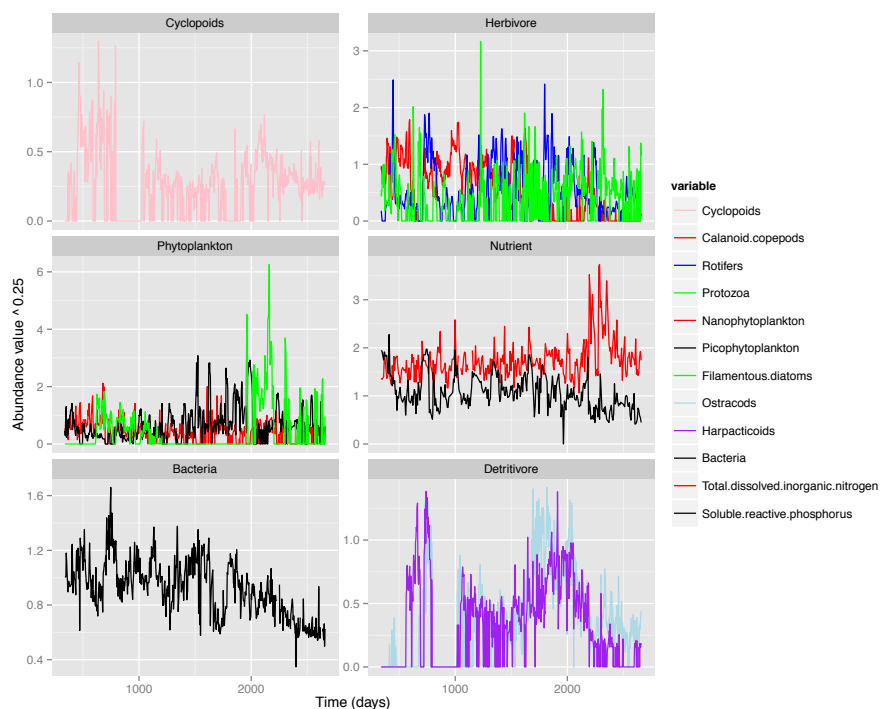 Cyclopoids
Herbivore
1.0
0.5
0.0
3
2
1
0
Phytoplankton
Nutrient
6
4
2
0
3
2
1
0
Bacteria
Detritivore
1.6
1.2
0.8
0.4
1.0
0.5
0.0
1000
2000
1000
2000
Time (days)
Abundance value ^ 0.25
variable
Cyclopoids
Calanoid.copepods
Rotifers
Protozoa
Nanophytoplankton
Picophytoplankton
Filamentous.diatoms
Ostracods
Harpacticoids
Bacteria
Total.dissolved.inorganic.nitrogen
Soluble.reactive.phosphorus